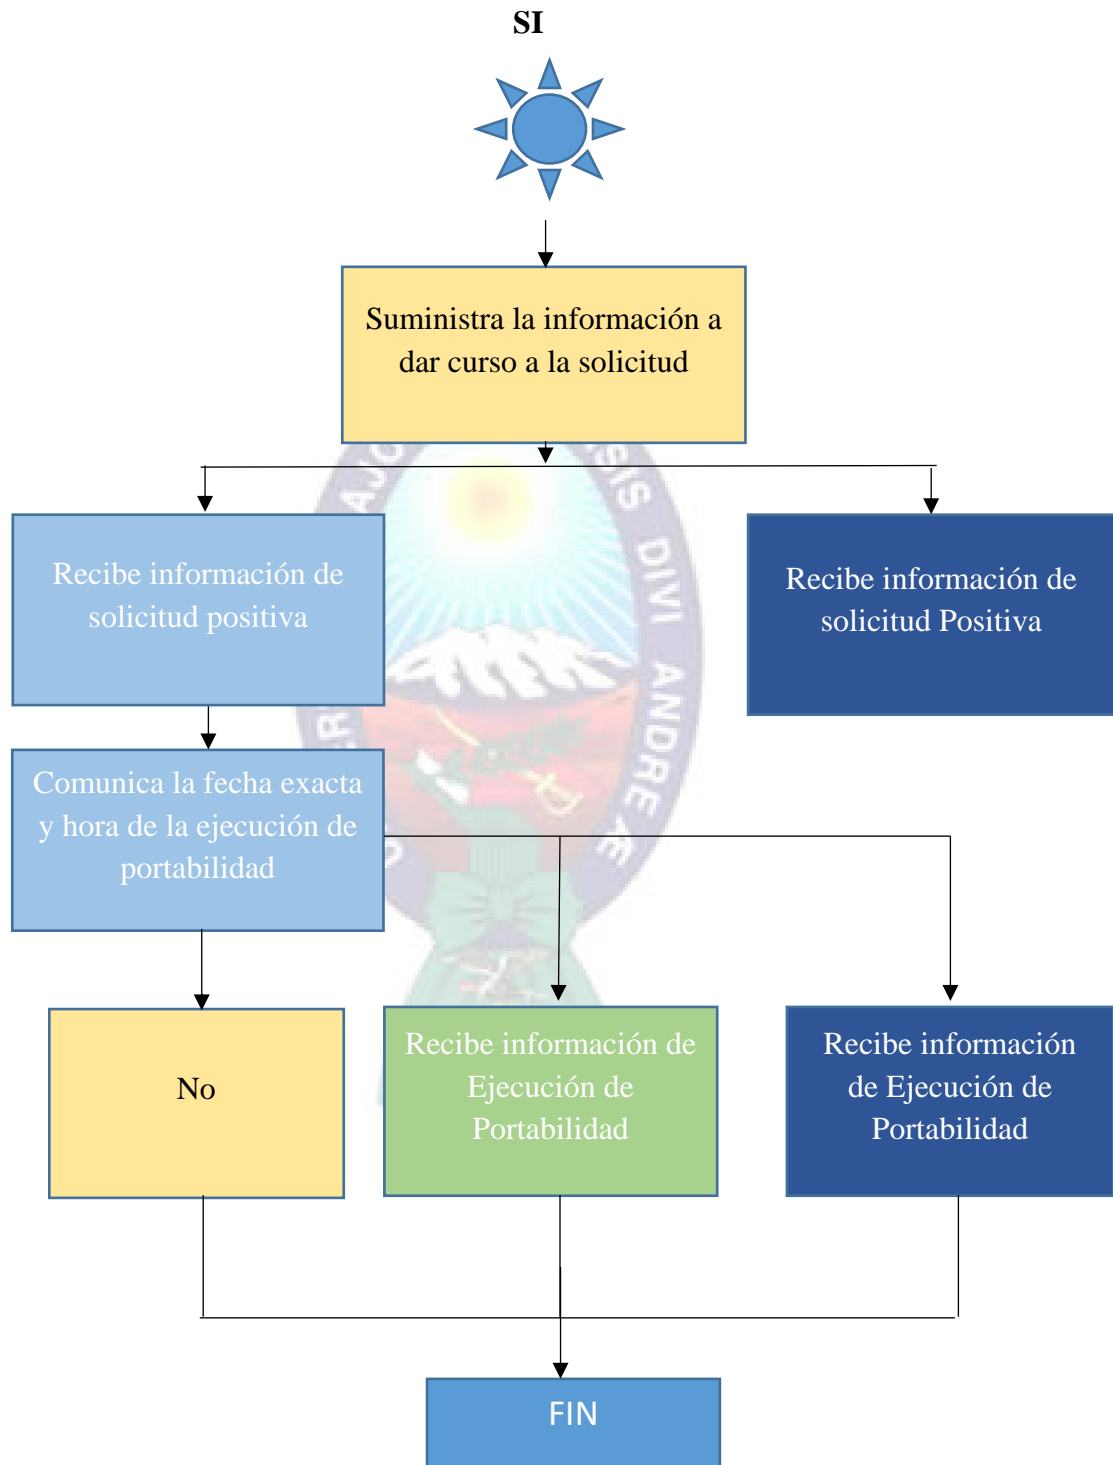 SI
Suministra la información a
dar curso a la solicitud
Recibe información de
solicitud positiva
Recibe información de
solicitud Positiva
Comunica la fecha exacta
y hora de la ejecución de
portabilidad
No
Recibe información de
Ejecución de
Portabilidad
Recibe información
de Ejecución de
Portabilidad
FIN
DIVI ANDREÆ